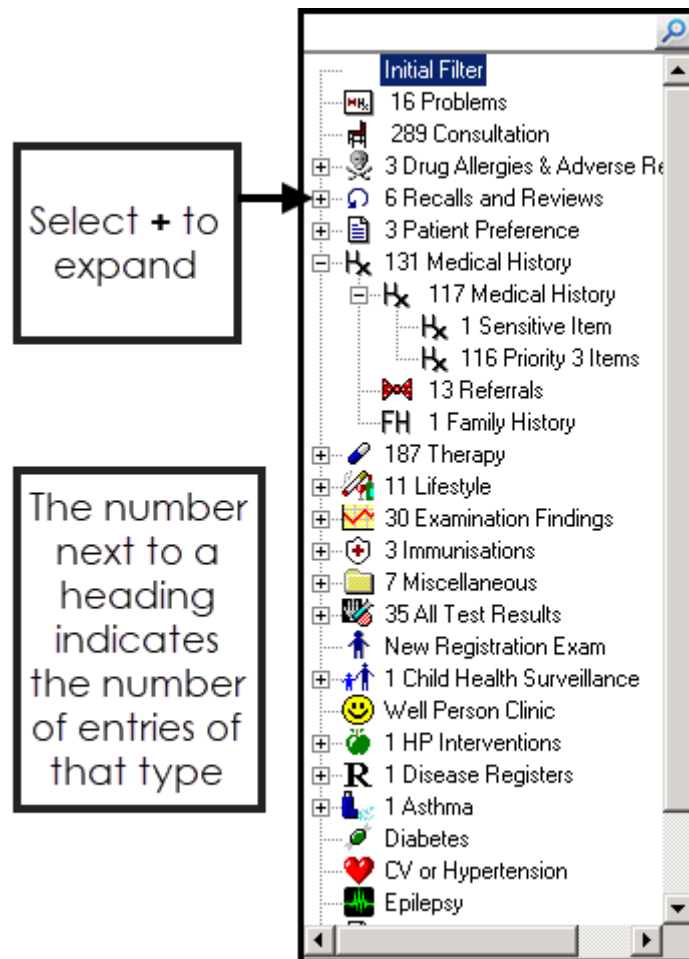 Select + to
expand
The number
next to a
heading
indicates
the number
of entries of
that type
Initial Filter
16 Problems
289 Consultation
3 Drug Allergies & Adverse Re
6 Recalls and Reviews
3 Patient Preference
Hx 131 Medical History
Hx 117 Medical History
Hx 1 Sensitive Item
Hx 116 Priority 3 Items
13 Referrals
FH 1 Family History
187 Therapy
11 Lifestyle
30 Examination Findings
3 Immunisations
7 Miscellaneous
35 All Test Results
New Registration Exam
1 Child Health Surveillance
Well Person Clinic
1 HP Interventions
R 1 Disease Registers
1 Asthma
Diabetes
CV or Hypertension
Epilepsy